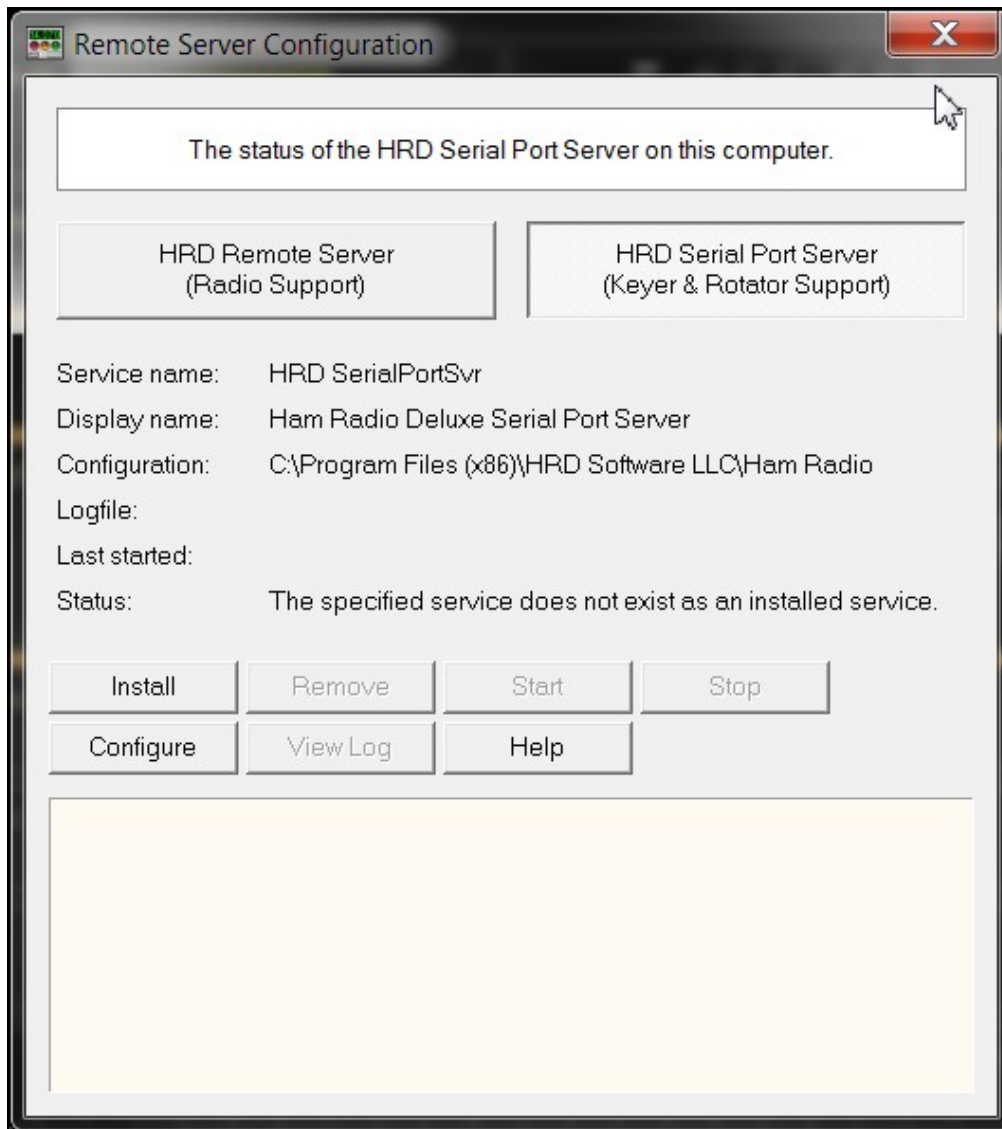 Remote Server Configuration
The status of the HRD Serial Port Server on this computer.
HRD Remote Server
(Radio Support)
HRD Serial Port Server
(Keyer & Rotator Support)
Service name: HRD SerialPortSvr
Display name: Ham Radio Deluxe Serial Port Server
Configuration: C:\Program Files (x86)\HRD Software LLC\Ham Radio
Logfile:
Last started:
Status: The specified service does not exist as an installed service.
Install Remove Start Stop
Configure View Log Help